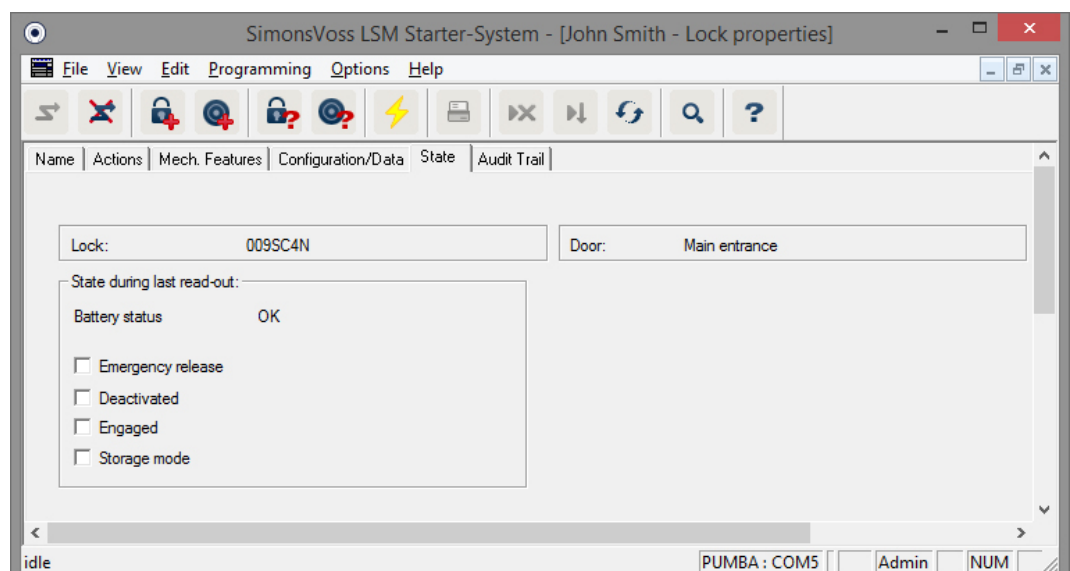 SimonsVoss LSM Starter-System - [John Smith - Lock properties]
File View Edit Programming Options Help
Name Actions Mech. Features Configuration/Data State Audit Trail
Lock: 009SC4N Door: Main entrance
State during last read-out:
Battery status OK
Emergency release
Deactivated
Engaged
Storage mode
idle PUMBA : COM5 Admin NUM